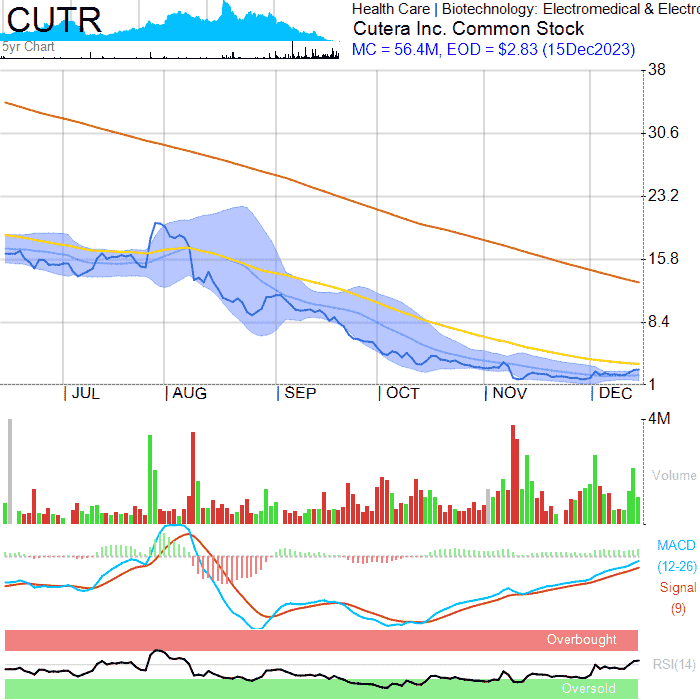 CUTR
5yr Chart
Health Care | Biotechnology: Electromedical & Electro
Cutera Inc. Common Stock
MC = 56.4M, EOD = $2.83 (15Dec2023)
38
30.6
23.2
15.8
8.4
1
JUL AUG SEP OCT NOV DEC
4M
Volume
MACD
(12-26)
Signal
(9)
Overbought
RSI(14)
Oversold